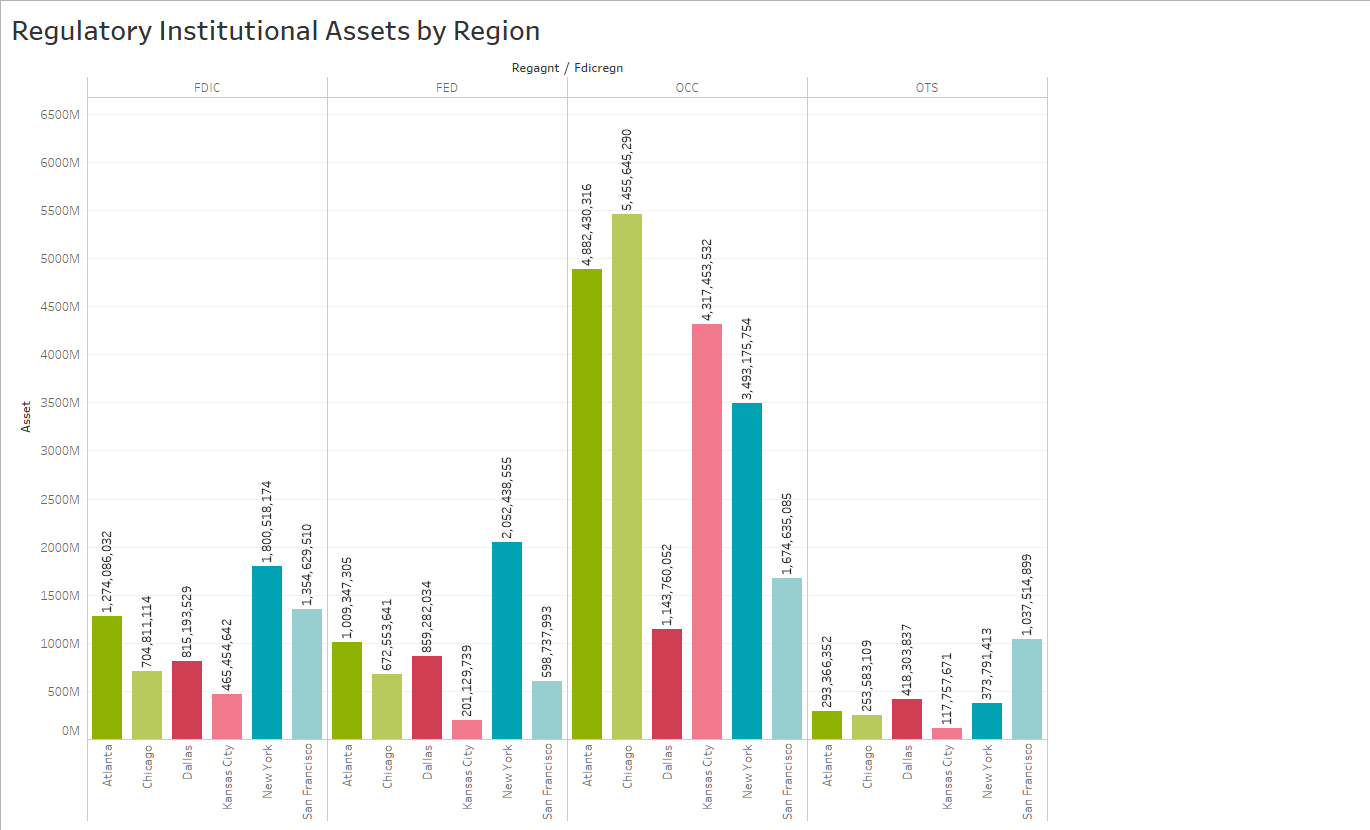 Regulatory Institutional Assets by Region
Regagnt / Fdicregn
FDIC
FED
OCC
OTS
Asset
6500M
6000M
5500M
5000M
4500M
4000M
3500M
3000M
2500M
2000M
1500M
1000M
500M
0M
1,274,086,032
704,811,114
815,193,529
465,454,642
1,800,518,174
1,354,629,510
1,009,347,305
672,553,641
859,282,034
201,129,739
2,052,438,555
598,737,993
4,882,430,316
5,455,645,290
1,143,760,052
4,317,453,532
3,493,175,754
1,674,635,085
293,366,352
253,583,109
418,303,837
117,757,671
373,791,413
1,037,514,899
Atlanta
Chicago
Dallas
Kansas City
New York
San Francisco
Atlanta
Chicago
Dallas
Kansas City
New York
San Francisco
Atlanta
Chicago
Dallas
Kansas City
New York
San Francisco
Atlanta
Chicago
Dallas
Kansas City
New York
San Francisco